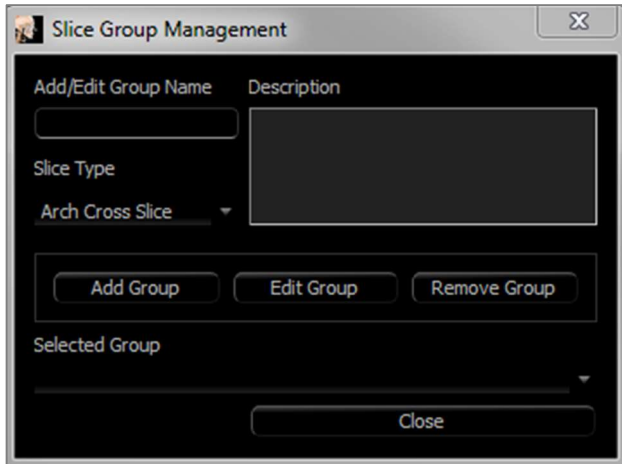 Slice Group Management
Add/Edit Group Name
Description
Slice Type
Arch Cross Slice
Add Group
Edit Group
Remove Group
Selected Group
Close